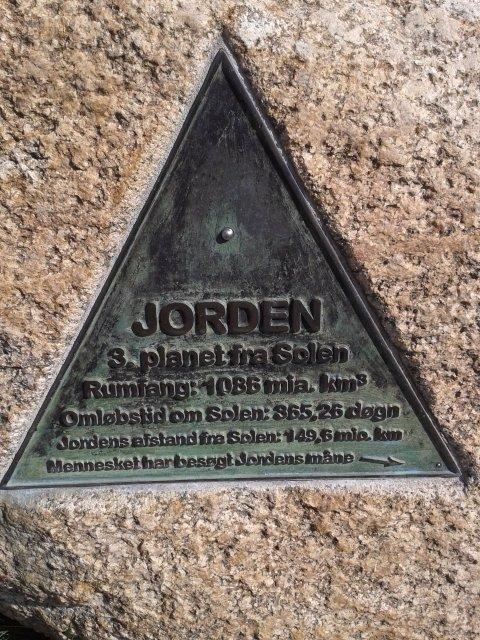 JORDEN
3. planet fra Solen
Rumfang: 1086 mia. km³
Omløbstid om Solen: 365,26 døgn
Jordens afstand fra Solen: 149,6 mio. km
Mennesket har besøgt Jordens måne